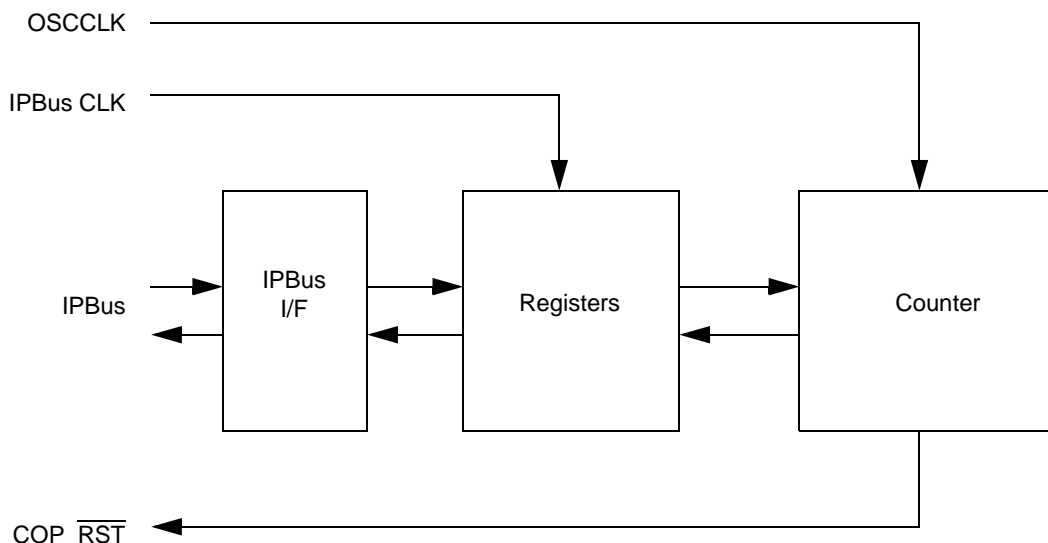 OSCCLK
IPBus CLK
IPBus
I/F
Registers
Counter
IPBus
COP RST